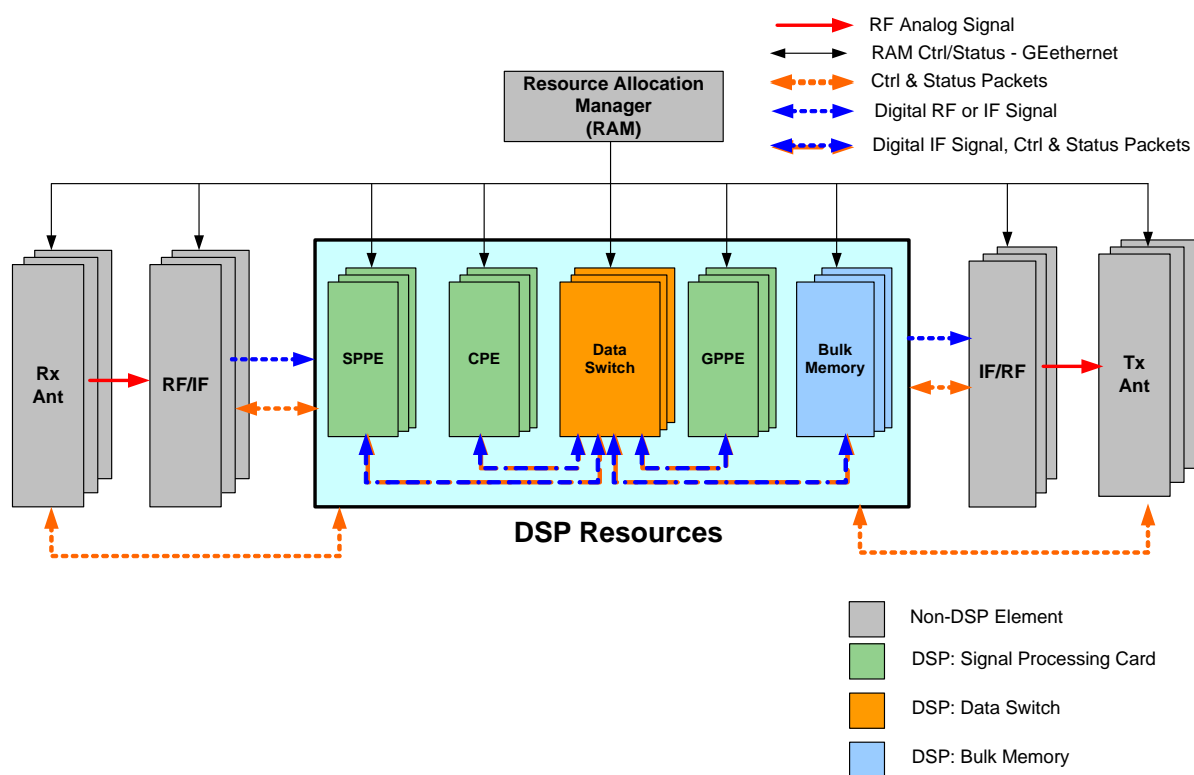 RF Analog Signal
RAM Ctrl/Status - GEethernet
Ctrl & Status Packets
Digital RF or IF Signal
Digital IF Signal, Ctrl & Status Packets
Resource Allocation
Manager
(RAM)
Rx
Ant
RF/IF
SPPE
CPE
Data
Switch
GPPE
Bulk
Memory
IF/RF
Tx
Ant
DSP Resources
Non-DSP Element
DSP: Signal Processing Card
DSP: Data Switch
DSP: Bulk Memory